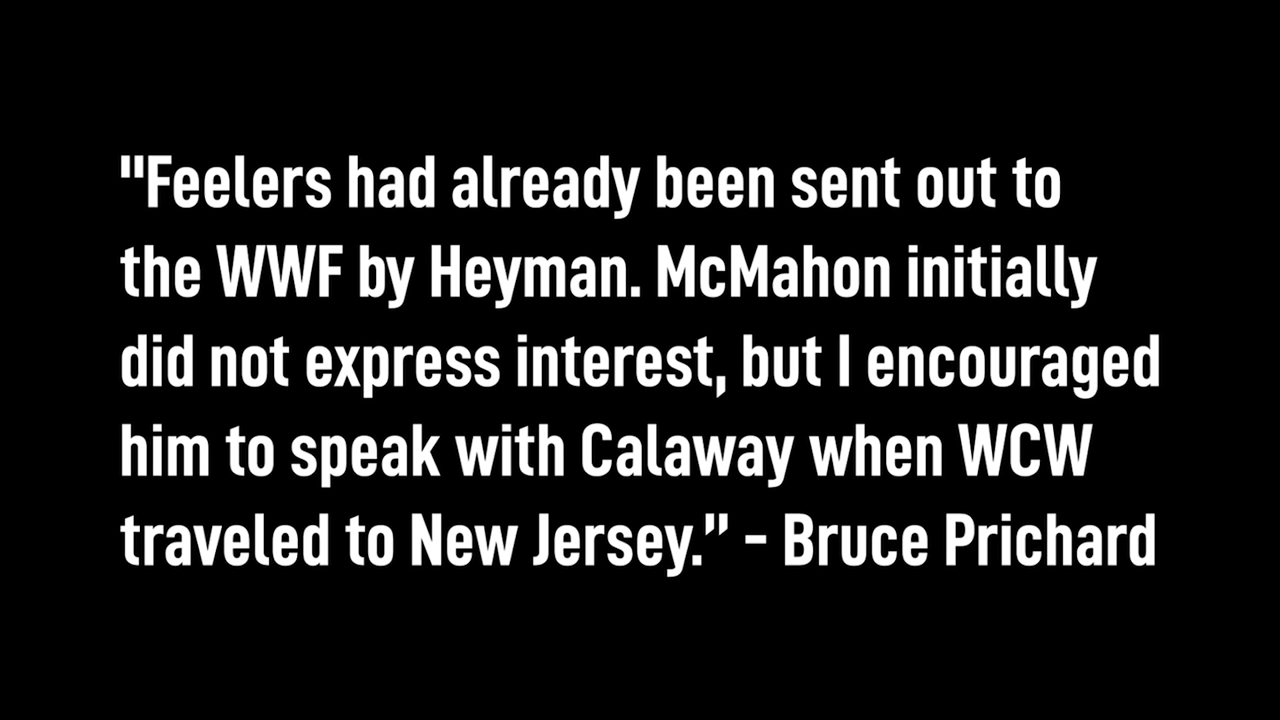 "Feelers had already been sent out to
the WWF by Heyman. McMahon initially
did not express interest, but I encouraged
him to speak with Calaway when WCW
traveled to New Jersey.” - Bruce Prichard